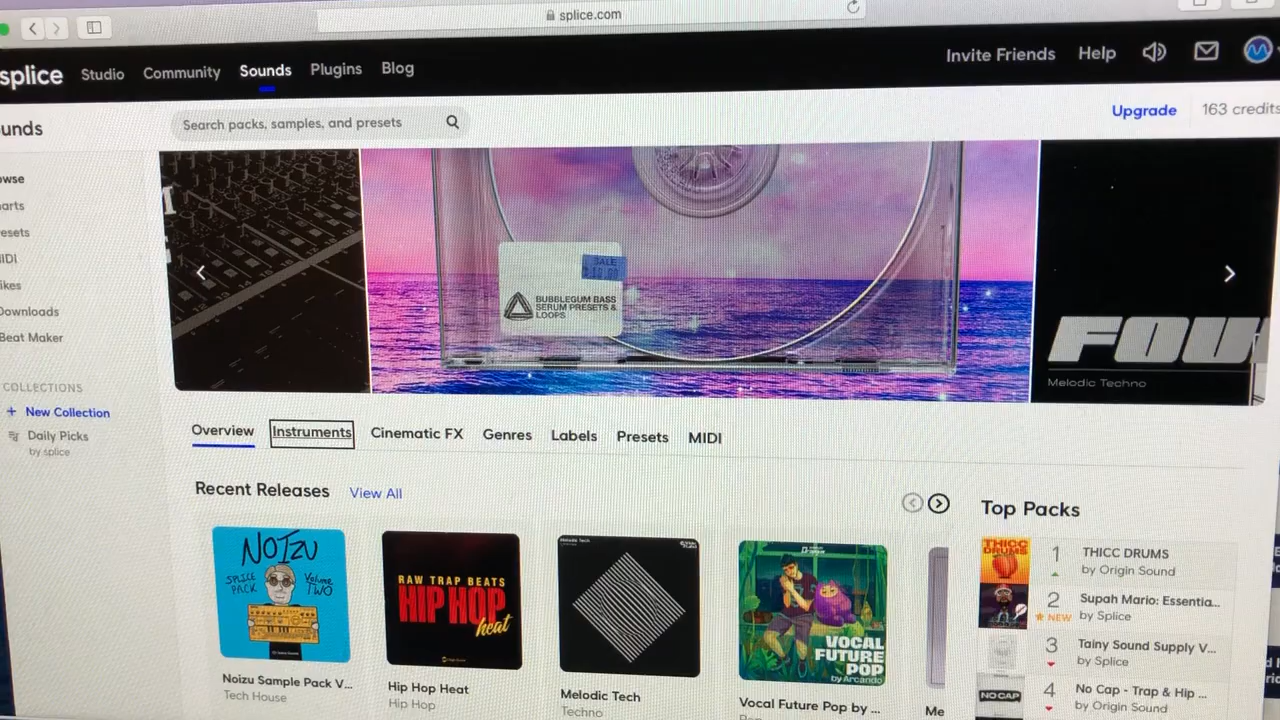 splice.com
splice Studio Community Sounds Plugins Blog Invite Friends Help
unds Search packs, samples, and presets Upgrade 163 credits
owse
arts
esets
IDI
ikes
Downloads
Beat Maker
COLLECTIONS
+ New Collection
Daily Picks
by splice
SALE
BUBBLEGUM BASS
SERUM PRESETS &
LOOPS
FOU
Melodic Techno
Overview Instruments Cinematic FX Genres Labels Presets MIDI
Recent Releases View All
NOIZU
SPLICE PACK
Volume TWO
Noizu Sample Pack V...
Tech House
RAW TRAP BEATS
HIP HOP
heat
Hip Hop Heat
Hip Hop
Melodic Tech
Melodic Tech
Techno
VOCAL
FUTURE
POP
by Arcando
Vocal Future Pop by ...
Me
Top Packs
THICC
DRUMS
1 THICC DRUMS
by Origin Sound
2 Supah Mario: Essentia...
NEW by Splice
3 Tainy Sound Supply V...
by Splice
NO CAP
4 No Cap - Trap & Hip ...
by Origin Sound